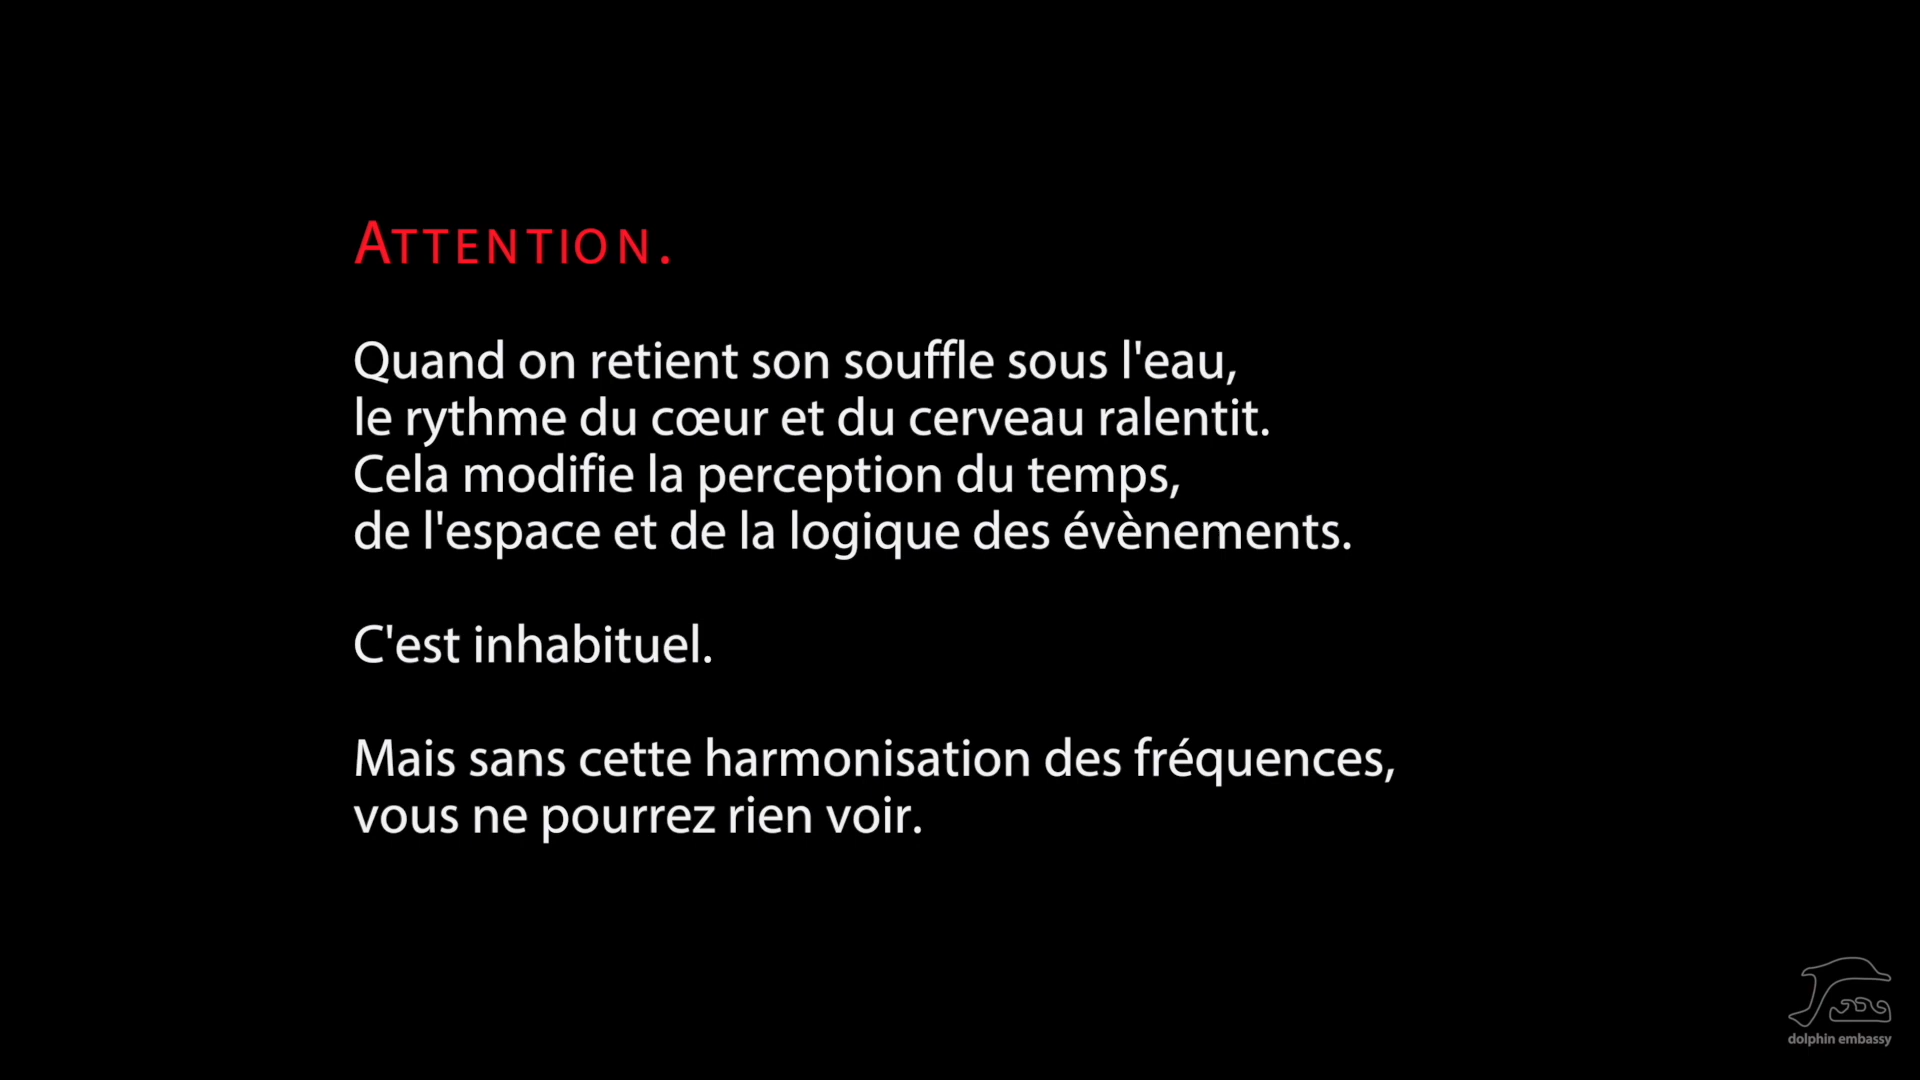 ATTENTION.
Quand on retient son souffle sous l'eau,
le rythme du cœur et du cerveau ralentit.
Cela modifie la perception du temps,
de l'espace et de la logique des évènements.
C'est inhabituel.
Mais sans cette harmonisation des fréquences,
vous ne pourrez rien voir.
dolphin embassy